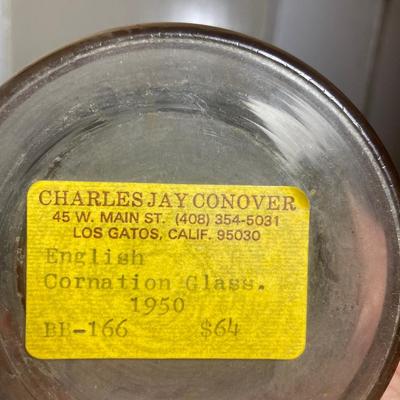 CHARLES JAY CONOVER
45 W. MAIN ST. (408) 354-5031
LOS GATOS, CALIF. 95030
English
Cornation Glass.
1950
BE-166 $64